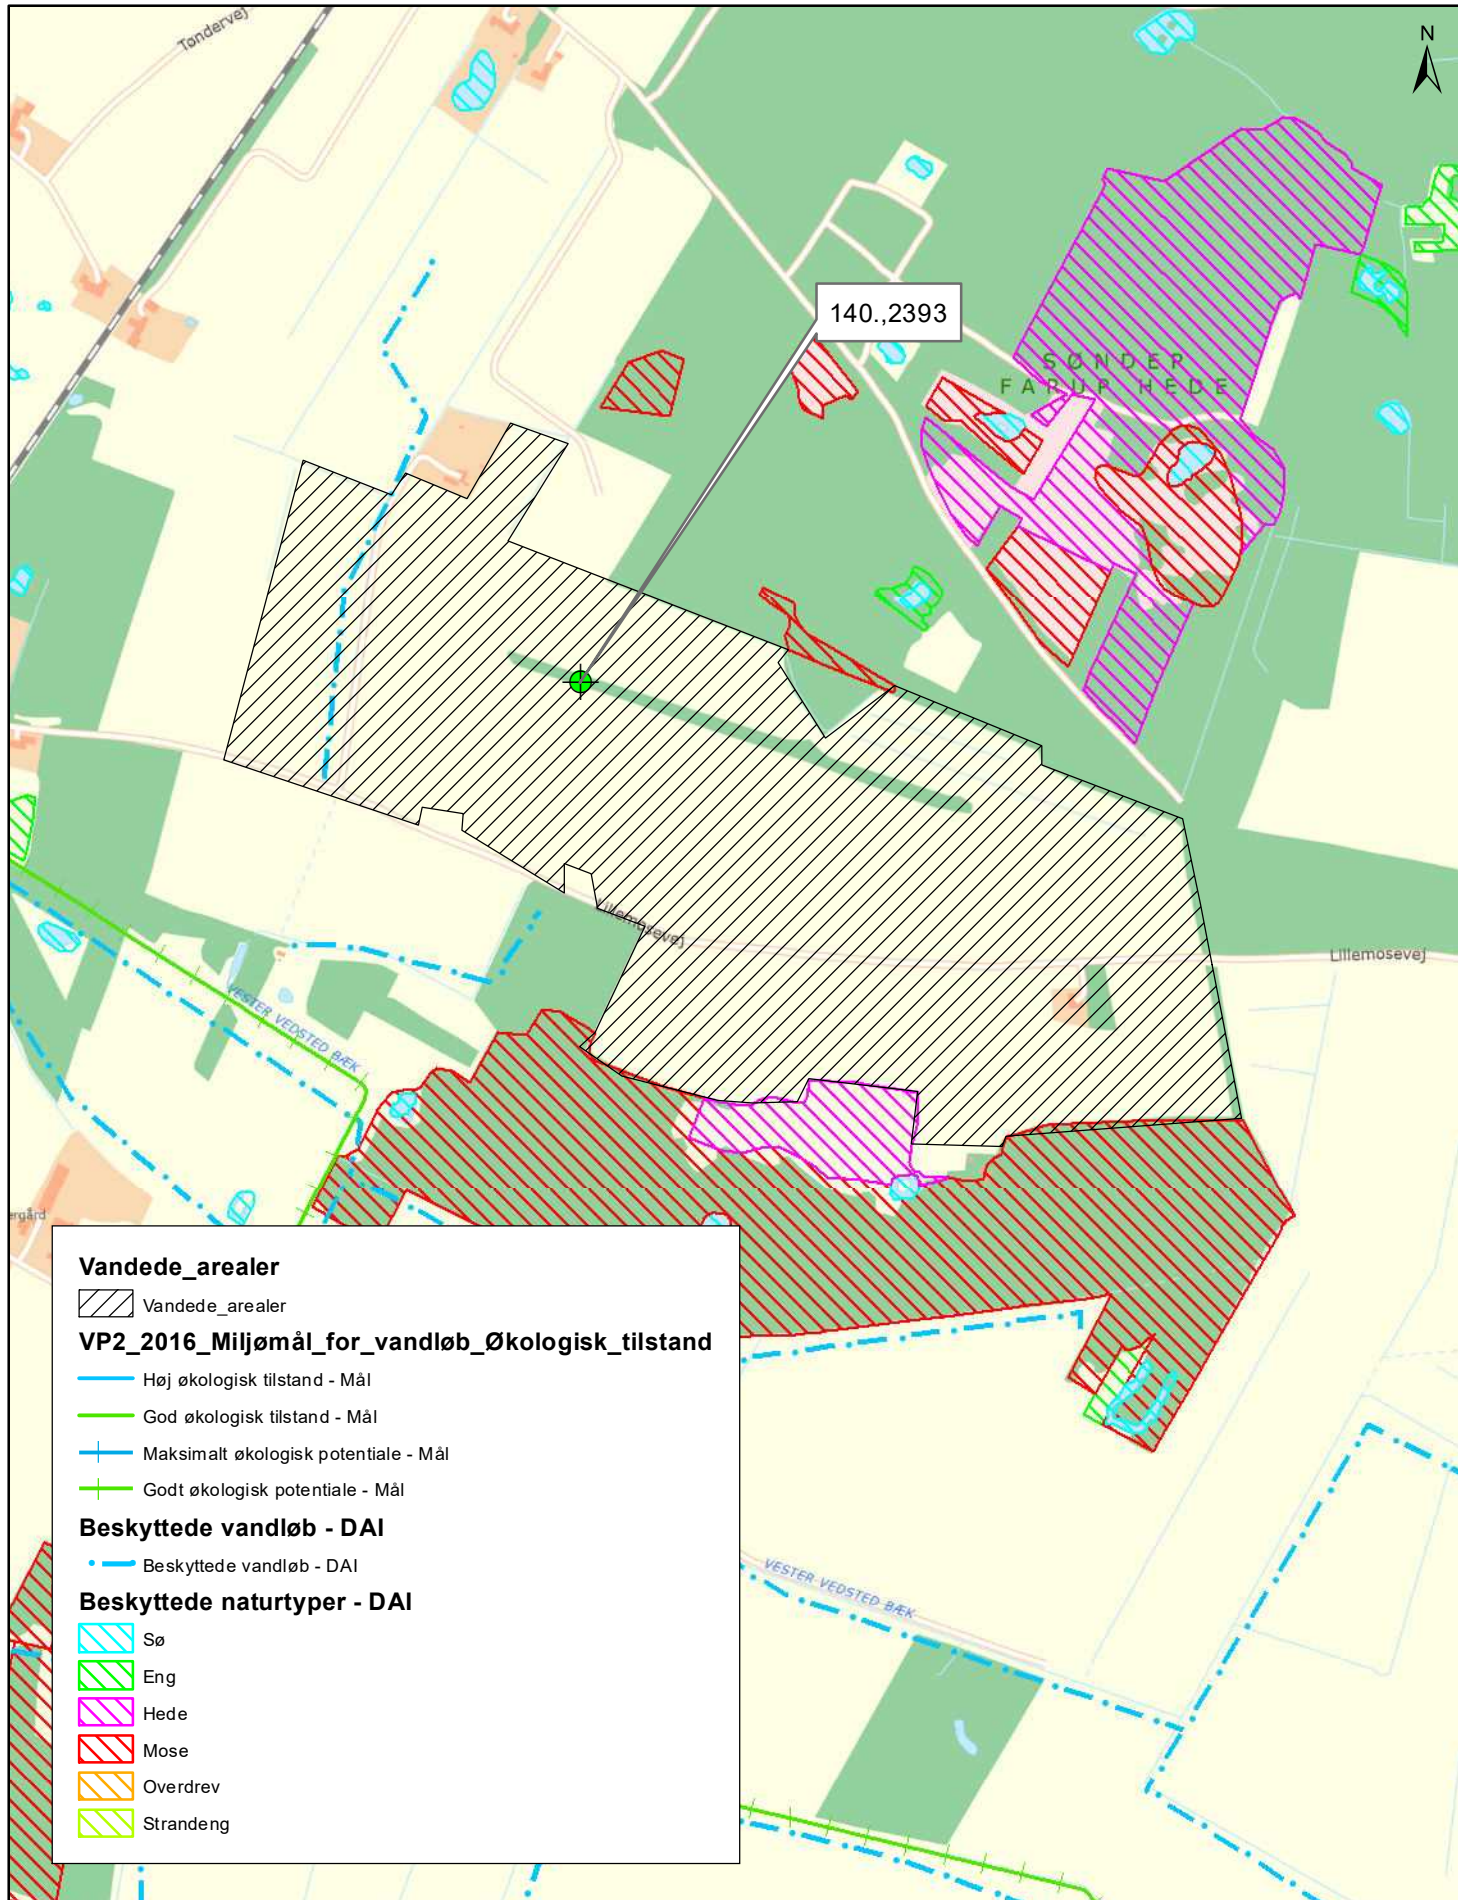 Tøndervej
N
140.,2393
SØNDER
FARUP HEDE
Lillemosevej
Lillemosevej
VESTER VEDSTED BÆK
ergård
Vandede_arealer
Vandede_arealer
VP2_2016_Miljømål_for_vandløb_Økologisk_tilstand
Høj økologisk tilstand - Mål
God økologisk tilstand - Mål
Maksimalt økologisk potentiale - Mål
Godt økologisk potentiale - Mål
Beskyttede vandløb - DAI
Beskyttede vandløb - DAI
Beskyttede naturtyper - DAI
Sø
Eng
Hede
Mose
Overdrev
Strandeng
VESTER VEDSTED BÆK